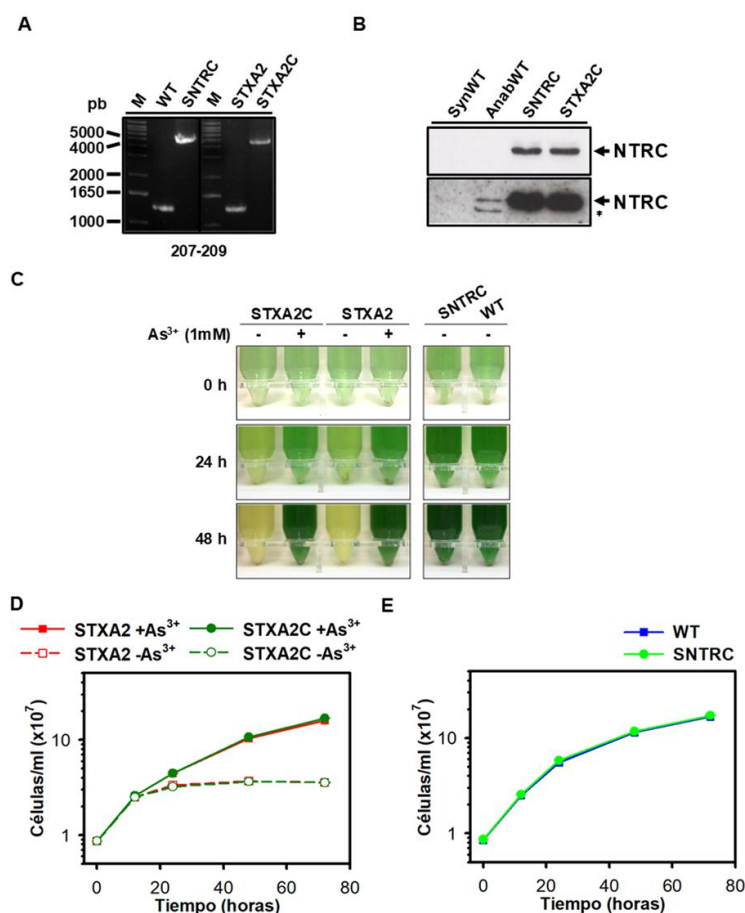 A
pb
M
WT
SNTRC
M
STXA2
STXA2C
5000
4000
2000
1650
1000
207-209
B
SynWT
AnabWT
SNTRC
STXA2C
NTRC
NTRC
*
C
STXA2C STXA2 SNTRC WT
As³⁺ (1mM) - + - + - -
0 h
24 h
48 h
D
STXA2 +As³⁺ STXA2C +As³⁺
STXA2 -As³⁺ STXA2C -As³⁺
Células/ml (x10⁷)
10
1
0 20 40 60 80
Tiempo (horas)
E
WT
SNTRC
Células/ml (x10⁷)
10
1
0 20 40 60 80
Tiempo (horas)